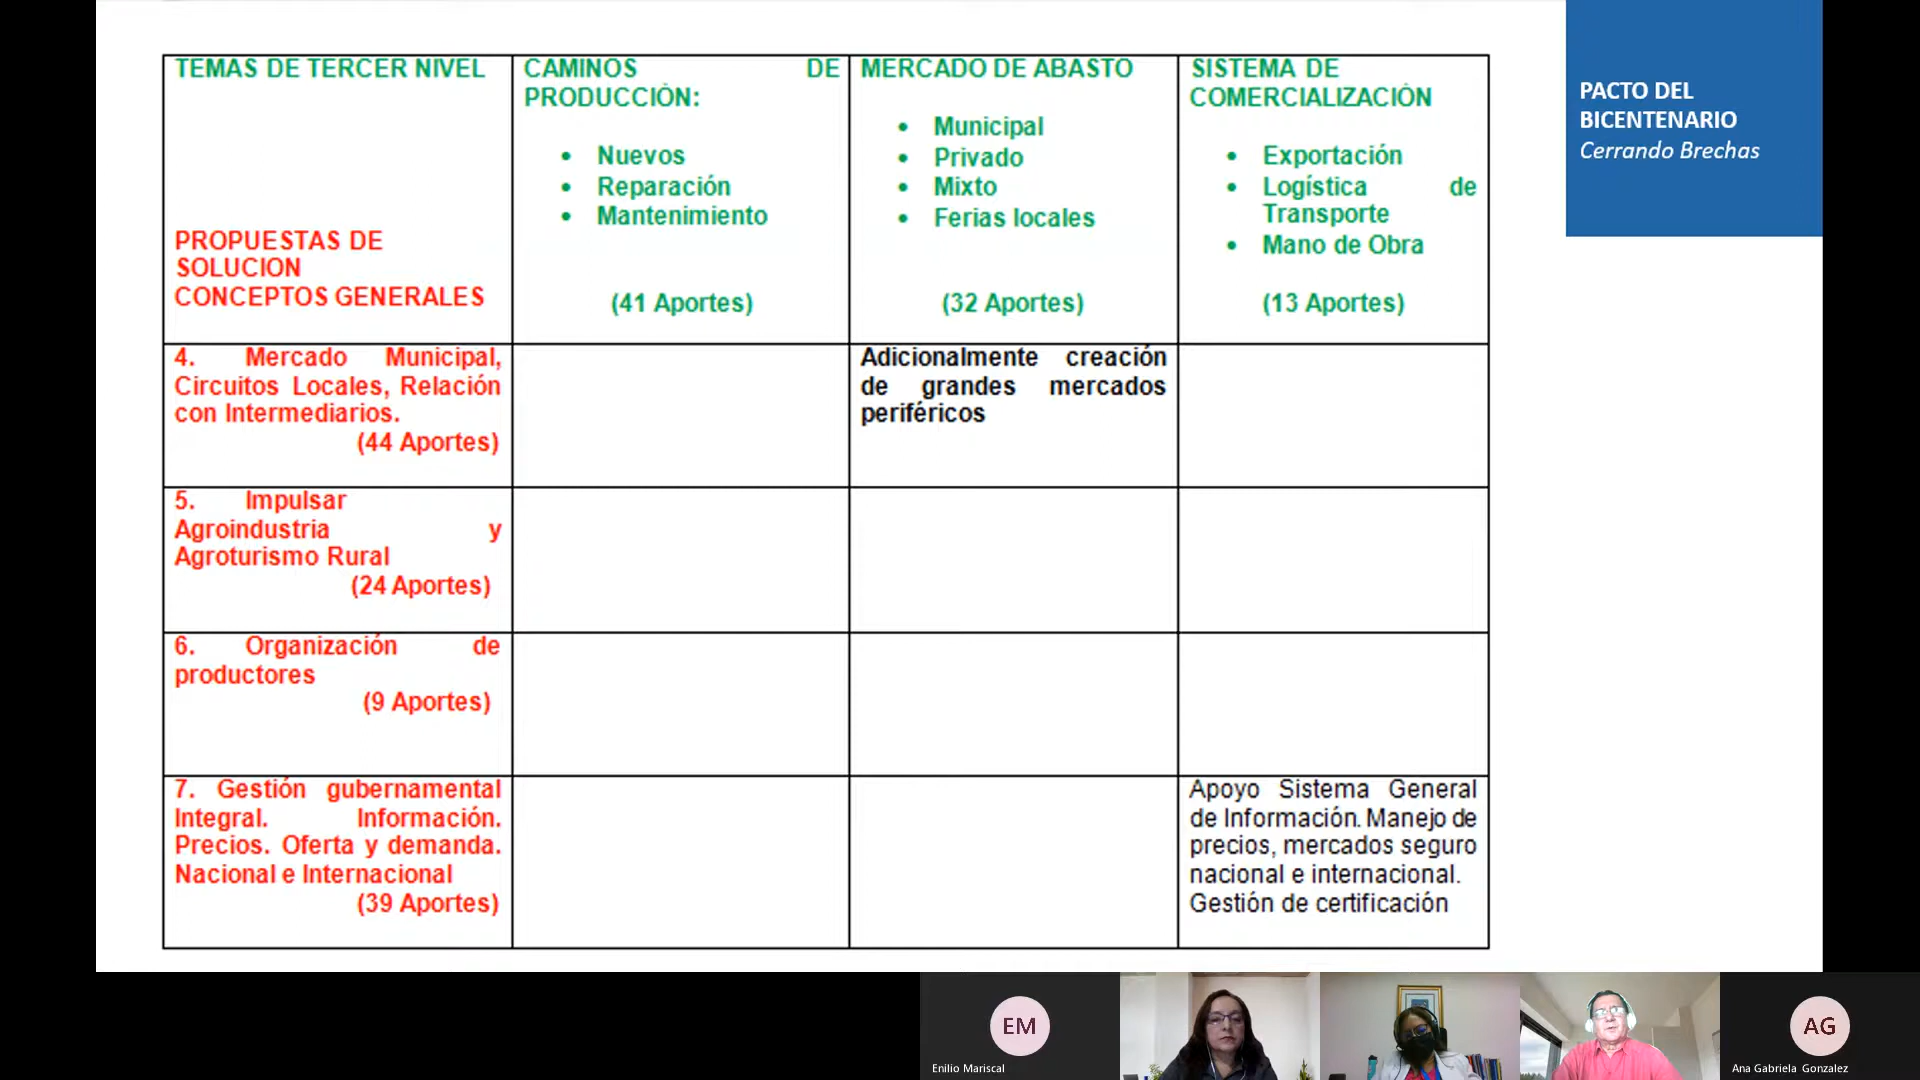 TEMAS DE TERCER NIVEL
PROPUESTAS DE
SOLUCION
CONCEPTOS GENERALES
CAMINOS DE
PRODUCCIÓN:
• Nuevos
• Reparación
• Mantenimiento
(41 Aportes)
MERCADO DE ABASTO
• Municipal
• Privado
• Mixto
• Ferias locales
(32 Aportes)
SISTEMA DE
COMERCIALIZACIÓN
• Exportación
• Logística de
Transporte
• Mano de Obra
(13 Aportes)
4. Mercado Municipal,
Circuitos Locales, Relación
con Intermediarios.
(44 Aportes)
Adicionalmente creación
de grandes mercados
periféricos
5. Impulsar
Agroindustria y
Agroturismo Rural
(24 Aportes)
6. Organización de
productores
(9 Aportes)
7. Gestión gubernamental
Integral. Información.
Precios. Oferta y demanda.
Nacional e Internacional
(39 Aportes)
Apoyo Sistema General
de Información. Manejo de
precios, mercados seguro
nacional e internacional.
Gestión de certificación
PACTO DEL
BICENTENARIO
Cerrando Brechas
EM
Enilio Mariscal
AG
Ana Gabriela Gonzalez